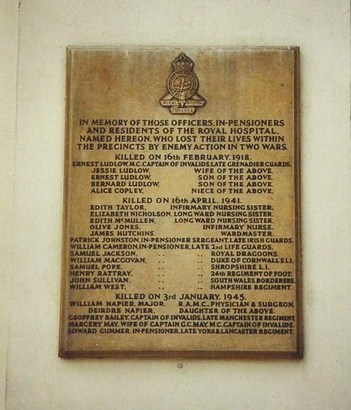 IN MEMORY OF THOSE OFFICERS, IN-PENSIONERS
AND RESIDENTS OF THE ROYAL HOSPITAL,
NAMED HEREON, WHO LOST THEIR LIVES WITHIN
THE PRECINCTS BY ENEMY ACTION IN TWO WARS.
KILLED ON 16th FEBRUARY, 1918.
ERNEST LUDLOW, M.C. CAPTAIN OF INVALIDS, LATE GRENADIER GUARDS.
JESSIE LUDLOW, WIFE OF THE ABOVE.
ERNEST LUDLOW, SON OF THE ABOVE.
BERNARD LUDLOW, SON OF THE ABOVE.
ALICE COPLEY, NIECE OF THE ABOVE.
KILLED ON 16th APRIL, 1941.
EDITH TAYLOR, INFIRMARY NURSING SISTER.
ELIZABETH NICHOLSON, LONG WARD NURSING SISTER.
EDITH McMULLEN, LONG WARD NURSING SISTER.
OLIVE JONES, INFIRMARY NURSE.
JAMES HUTCHINS, WARDMASTER.
PATRICK JOHNSTON, IN-PENSIONER SERGEANT, LATE IRISH GUARDS.
WILLIAM CAMERON, IN-PENSIONER, LATE 2nd LIFE GUARDS.
SAMUEL JACKSON, " " ROYAL DRAGOONS.
WILLIAM MACGOVAN, " " DUKE OF CORNWALL'S L.I.
SAMUEL POPE, " " SHROPSHIRE L.I.
HENRY RATTRAY, " " 24th REGIMENT OF FOOT.
JOHN SULLIVAN, " " SOUTH WALES BORDERERS.
WILLIAM WEST, " " HAMPSHIRE REGIMENT.
KILLED ON 3rd JANUARY, 1945.
WILLIAM NAPIER, MAJOR. R.A.M.C. PHYSICIAN & SURGEON.
DEIRDRE NAPIER, DAUGHTER OF THE ABOVE.
GEOFFREY BAILEY, CAPTAIN OF INVALIDS, LATE MANCHESTER REGIMENT.
MARGERY MAY, WIFE OF CAPTAIN G.C. MAY, M.C. CAPTAIN OF INVALIDS.
EDWARD GUMMER, IN-PENSIONER, LATE YORK & LANCASTER REGIMENT.